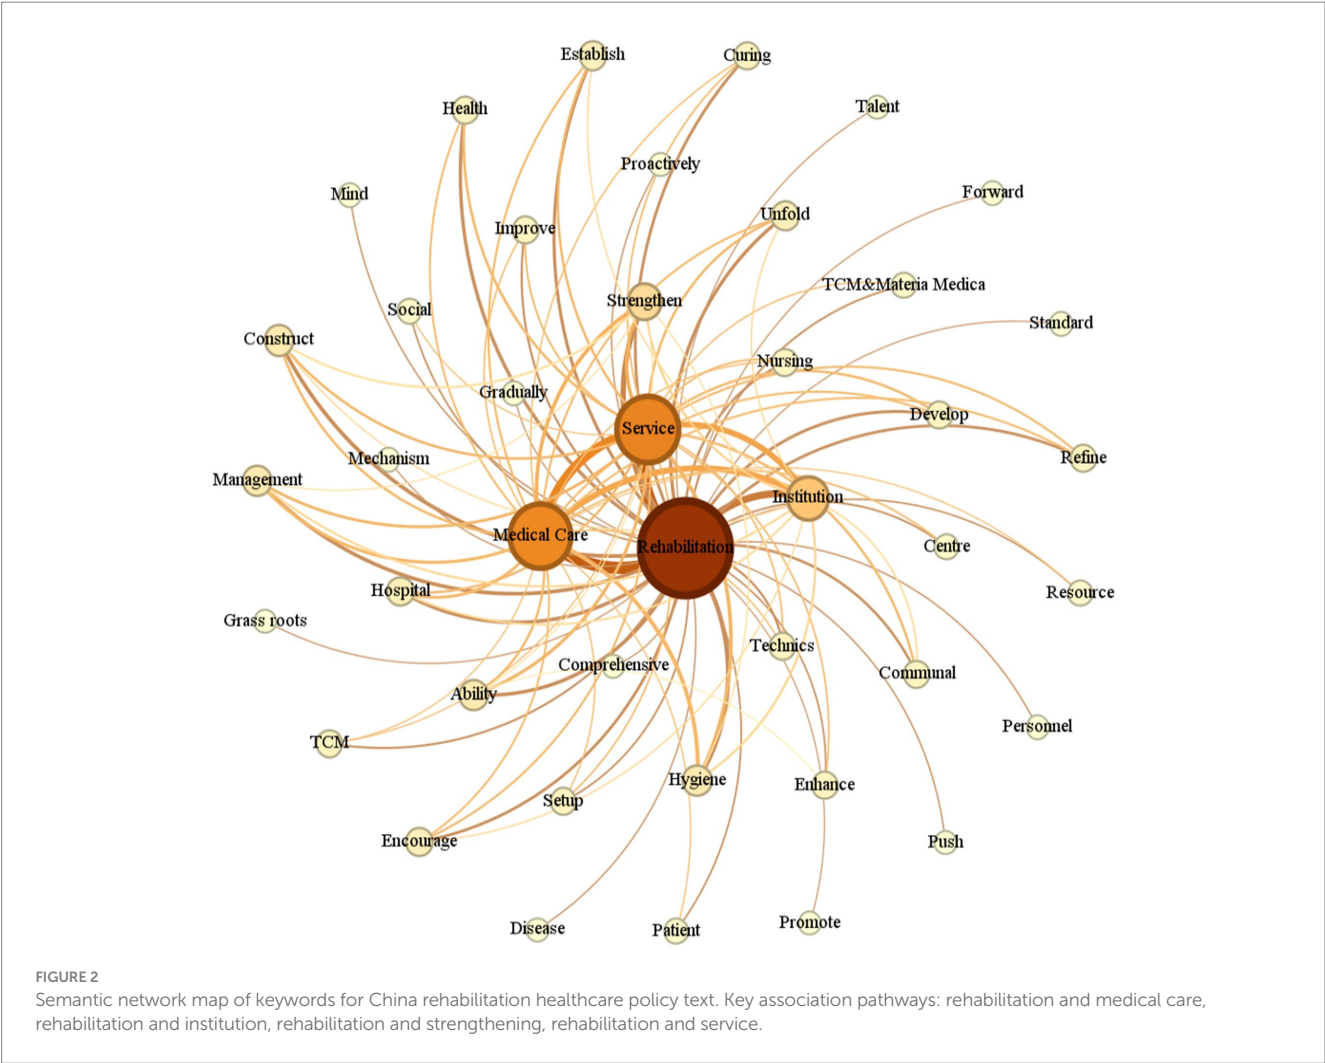 Establish
Curing
Health
Talent
Proactively
Mind
Forward
Unfold
Improve
TCM&Materia Medica
Strengthen
Social
Standard
Construct
Nursing
Gradually
Develop
Service
Mechanism
Refine
Management
Institution
Medical Care
Rehabilitation
Centre
Hospital
Resource
Grass roots
Technics
Comprehensive
Communal
Ability
Personnel
TCM
Hygiene
Enhance
Setup
Encourage
Push
Promote
Disease
Patient
FIGURE 2
Semantic network map of keywords for China rehabilitation healthcare policy text. Key association pathways: rehabilitation and medical care,
rehabilitation and institution, rehabilitation and strengthening, rehabilitation and service.